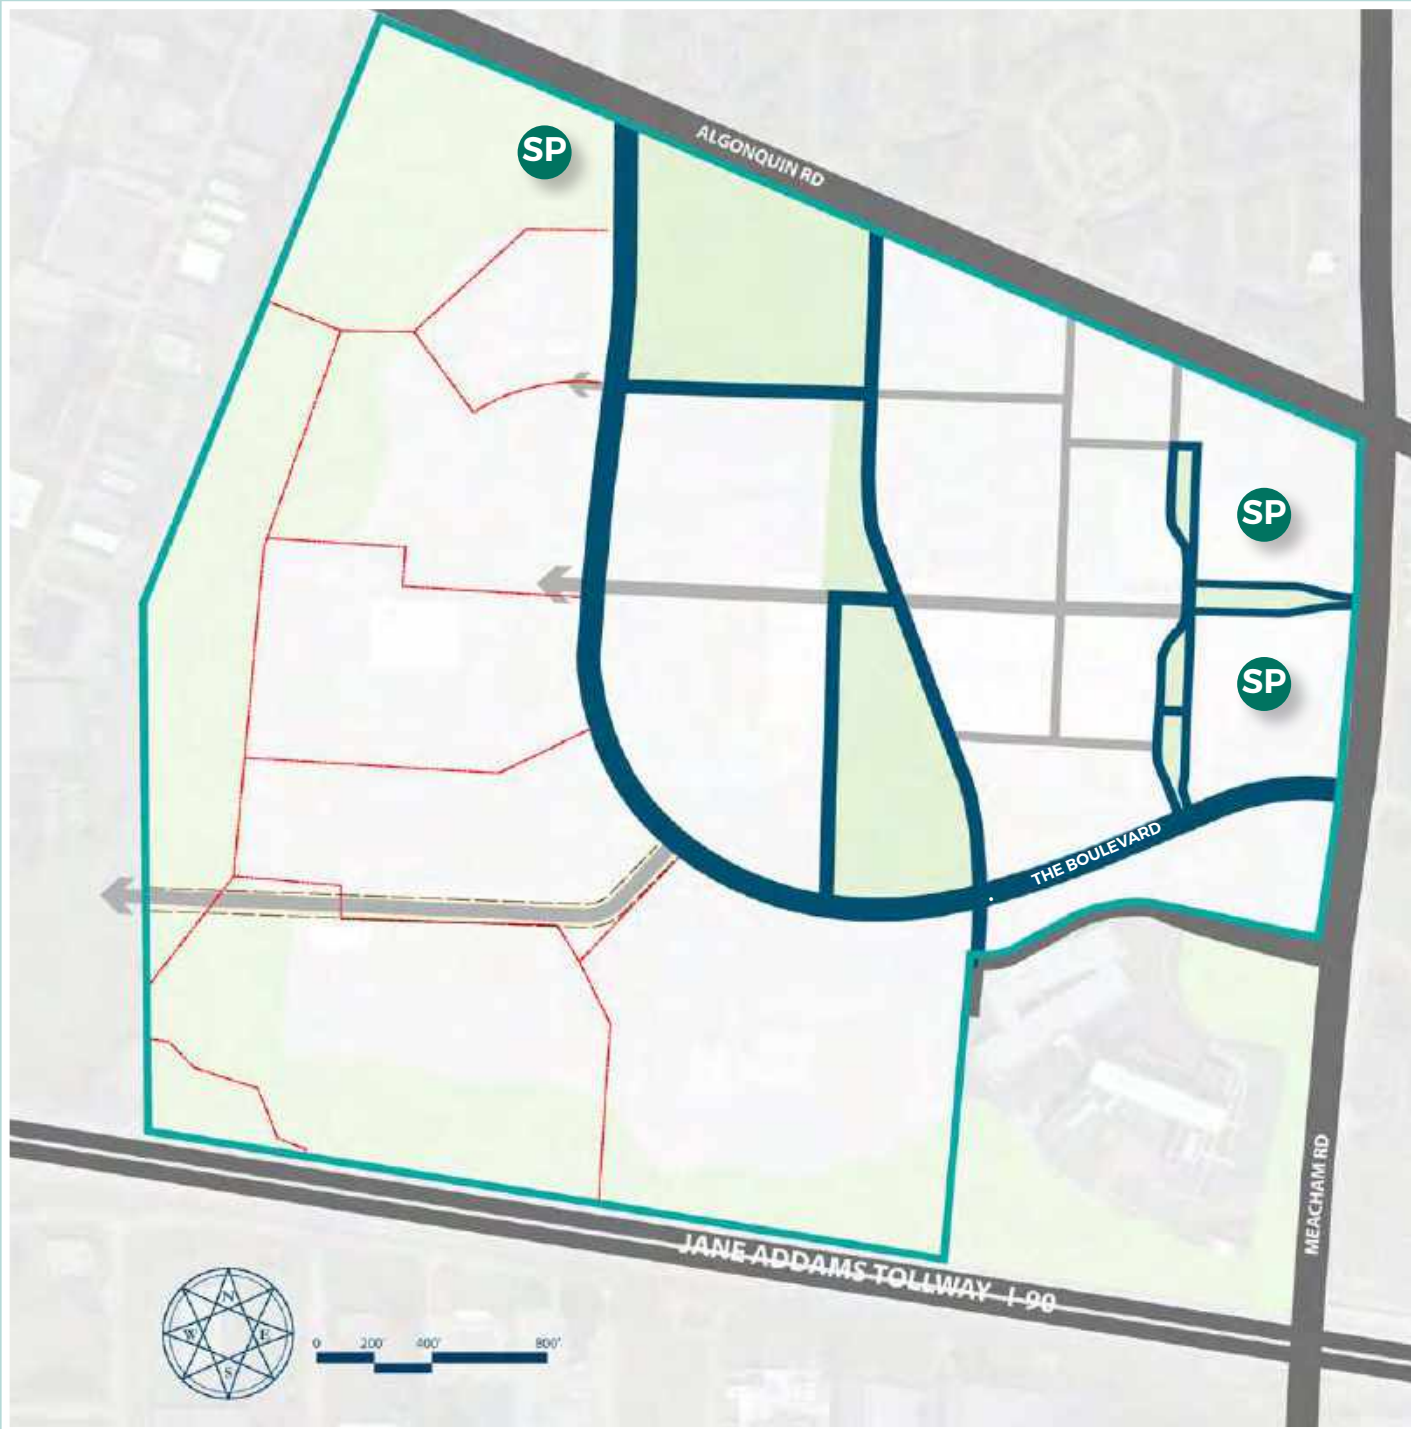 SP
ALGONQUIN RD
SP
SP
THE BOULEVARD
MEACHAM RD
JANE ADDAMS TOLLWAY I-90
N
W E
S
0 200' 400' 800'